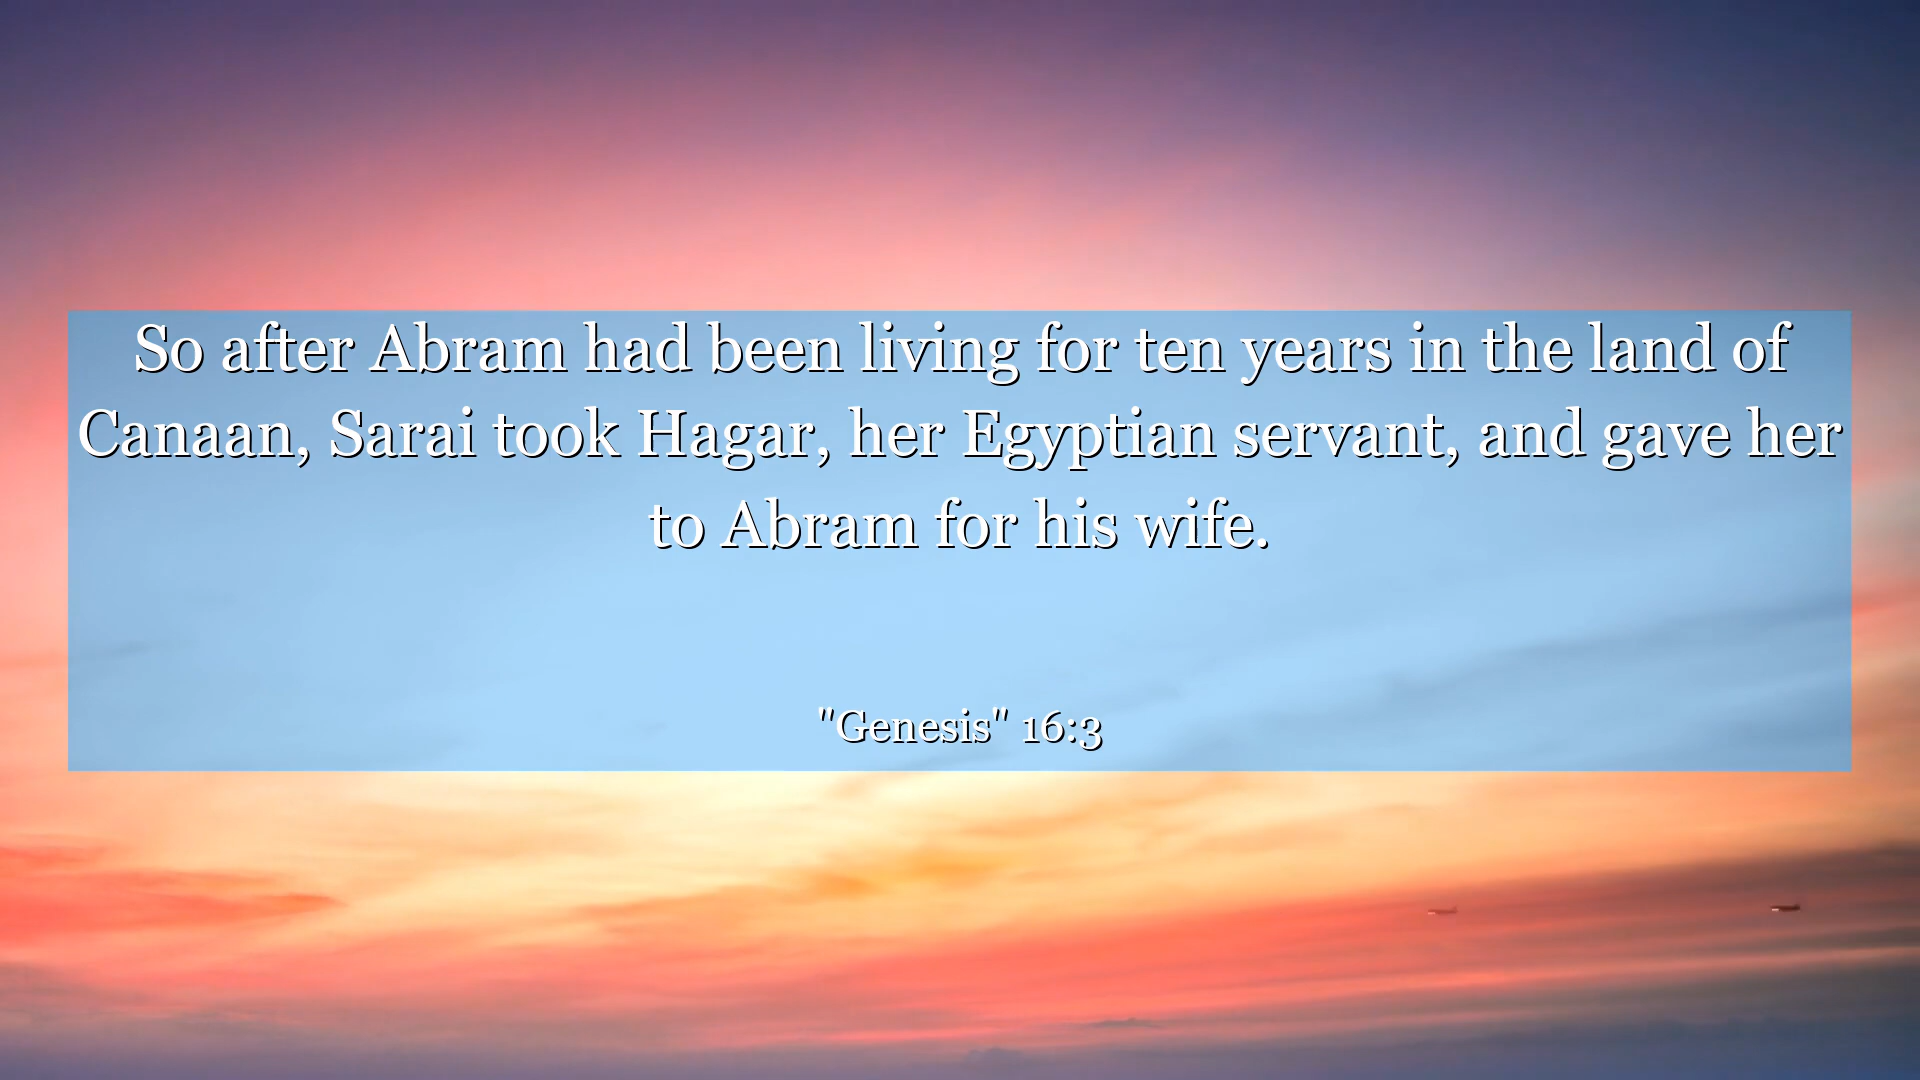 So after Abram had been living for ten years in the land of
Canaan, Sarai took Hagar, her Egyptian servant, and gave her
to Abram for his wife.
"Genesis" 16:3